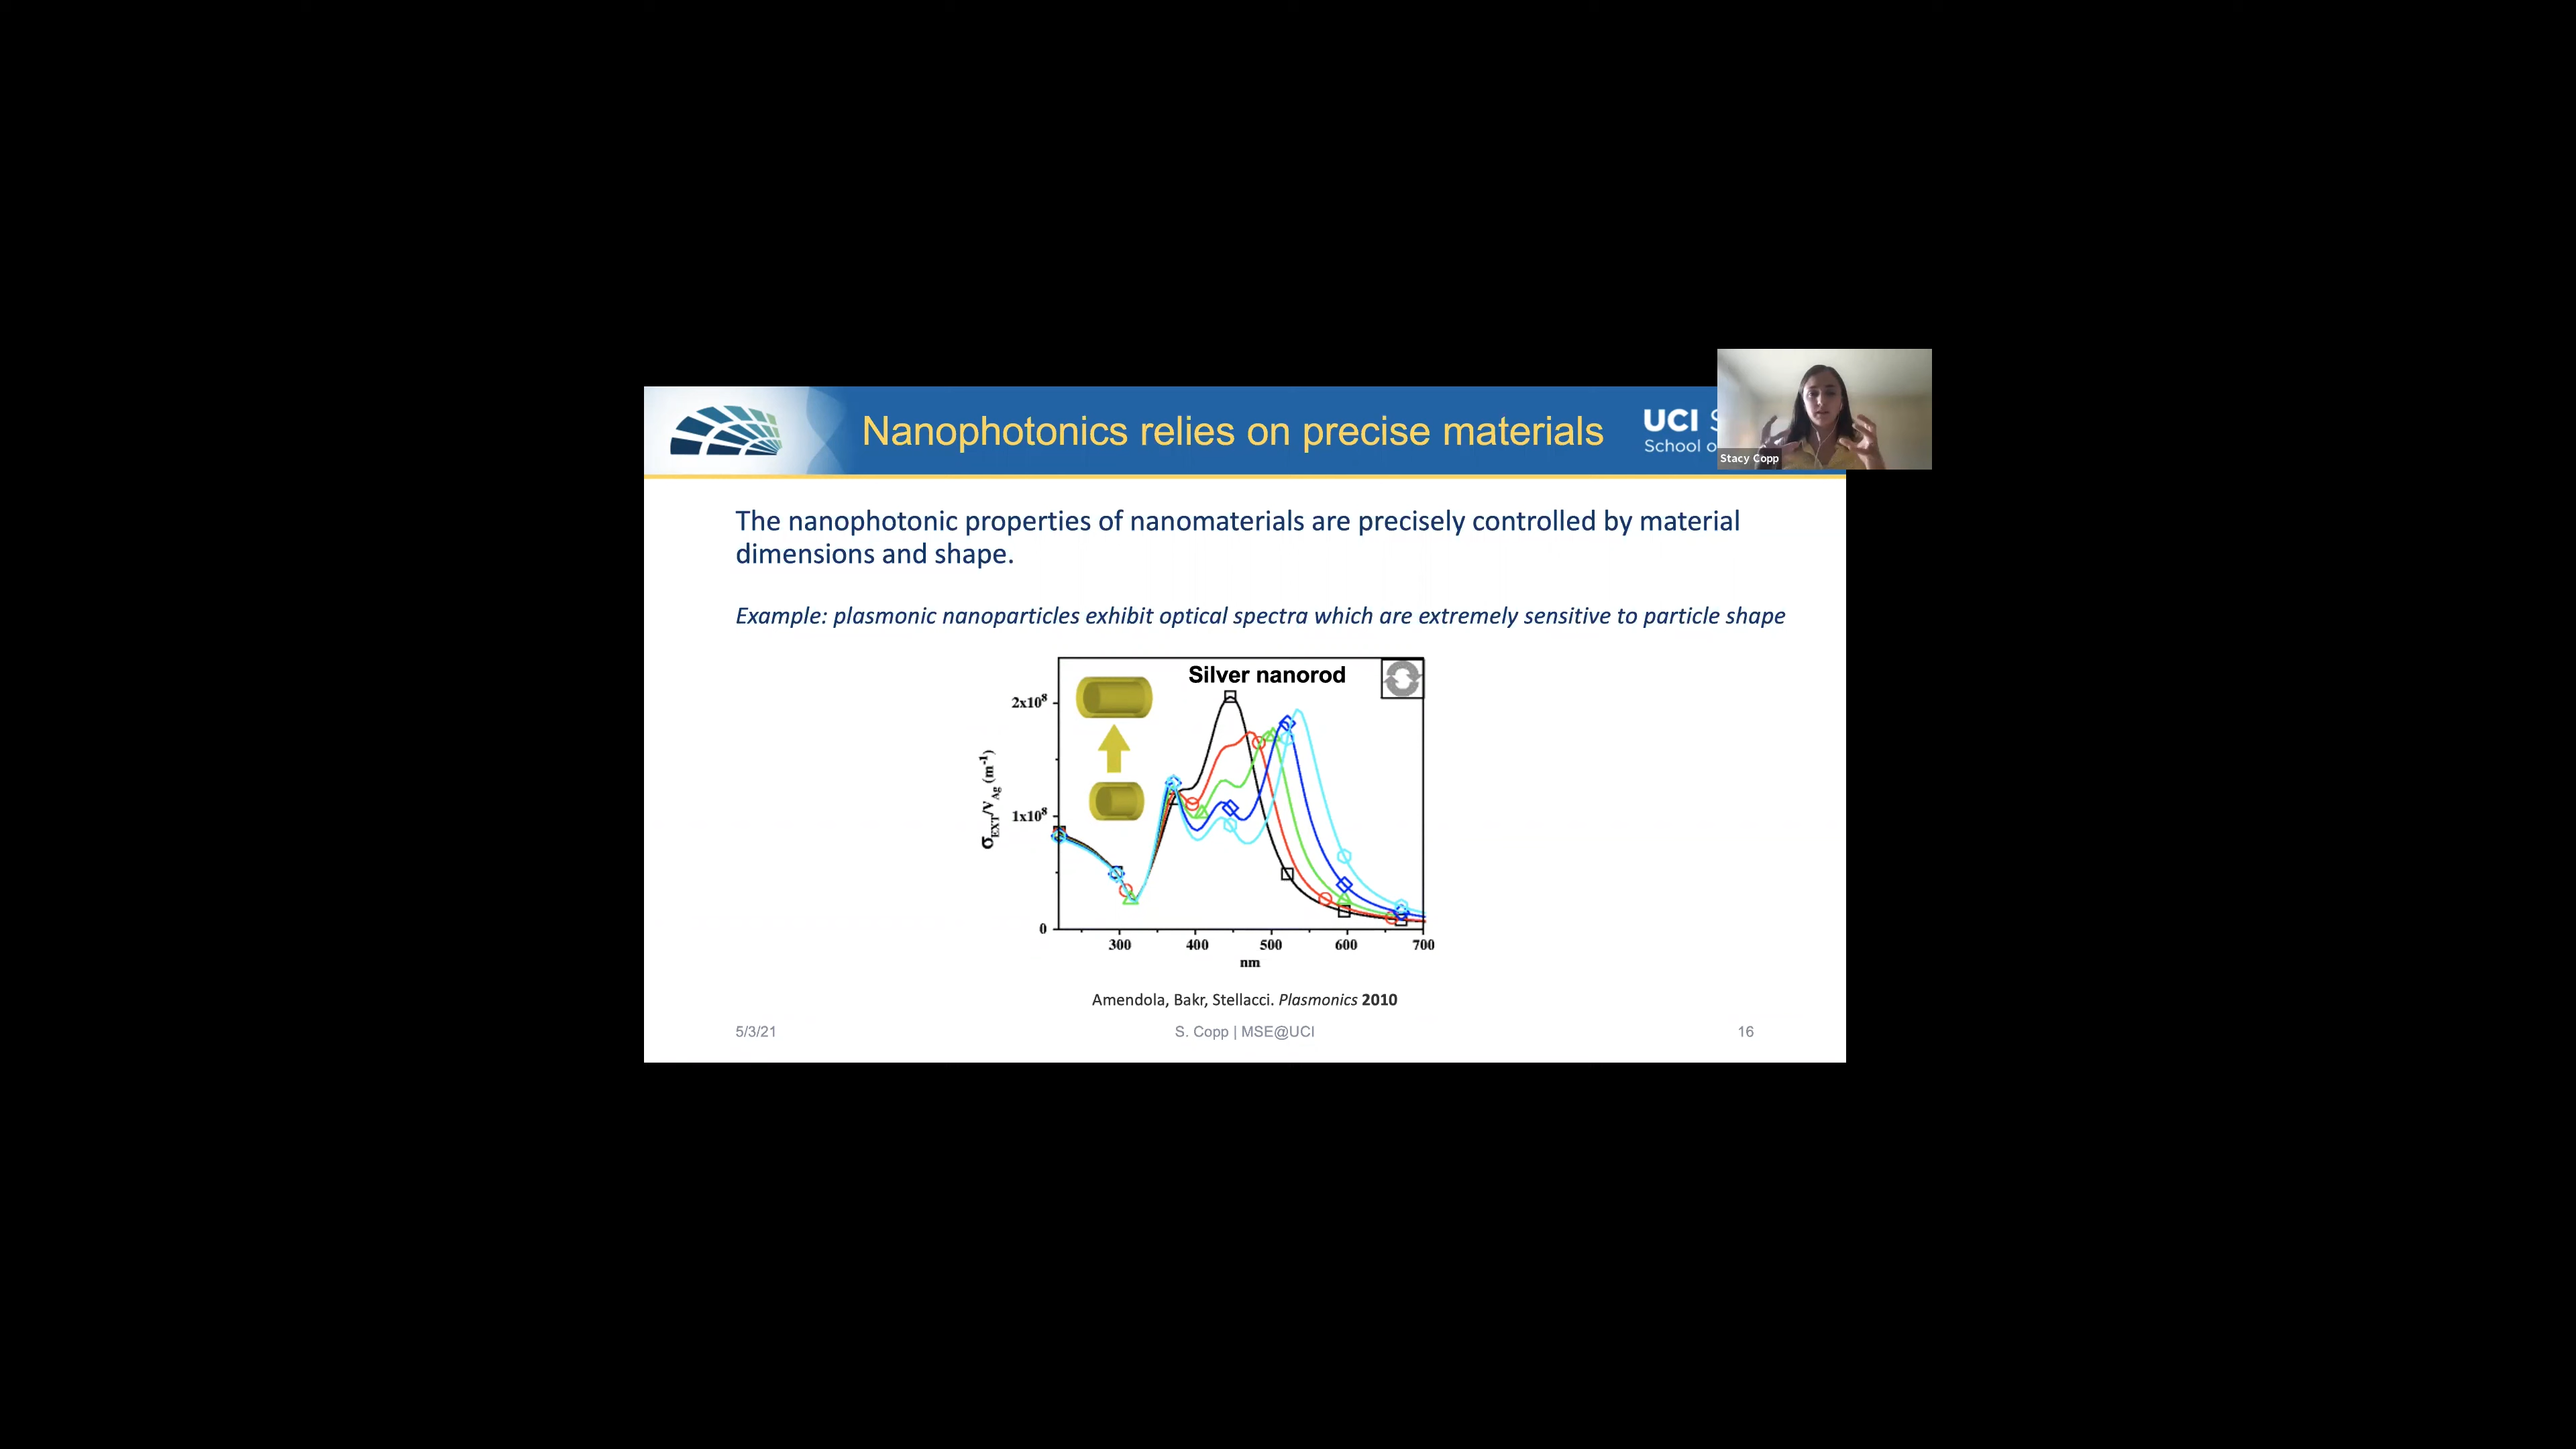 Nanophotonics relies on precise materials
UCI
School o
Stacy Copp
The nanophotonic properties of nanomaterials are precisely controlled by material
dimensions and shape.
Example: plasmonic nanoparticles exhibit optical spectra which are extremely sensitive to particle shape
Silver nanorod
2x10⁸
1x10⁸
0
σEXT/VAg (m⁻¹)
300 400 500 600 700
nm
Amendola, Bakr, Stellacci. Plasmonics 2010
5/3/21 S. Copp | MSE@UCI 16